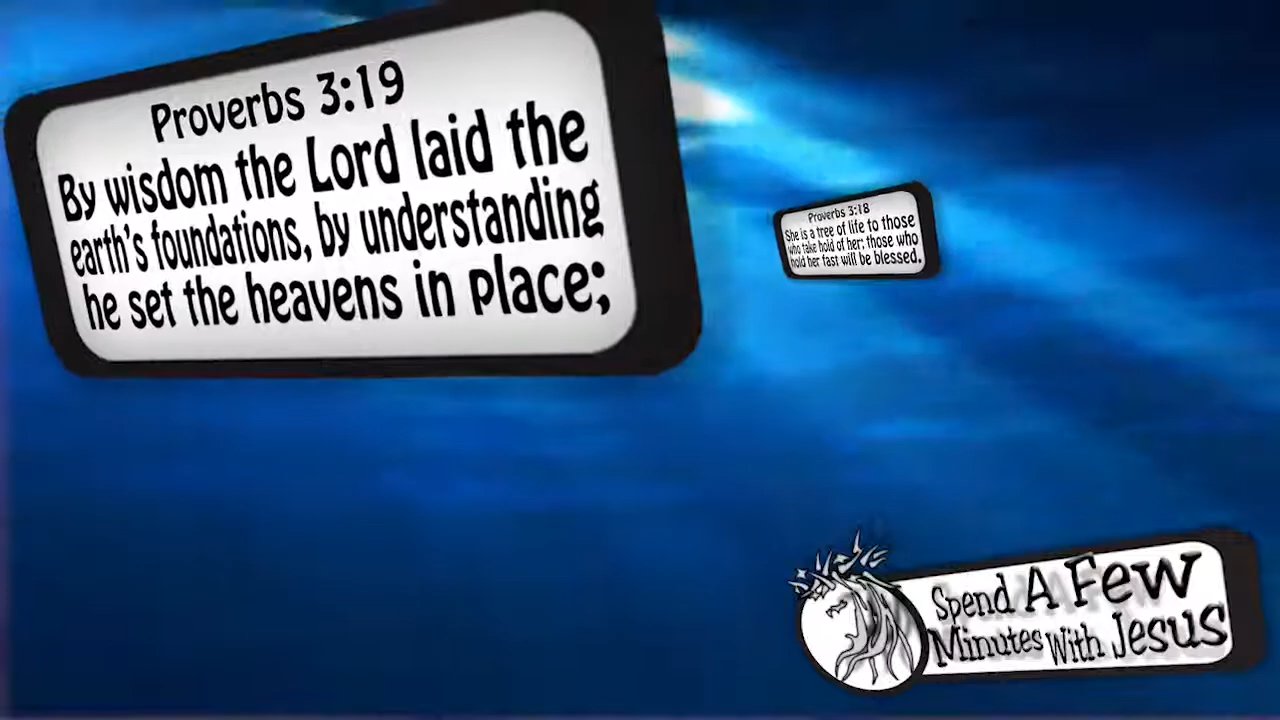 Proverbs 3:19
By wisdom the Lord laid the
earth's foundations, by understanding
he set the heavens in place;
Proverbs 3:18
She is a tree of life to those
who take hold of her; those who
hold her fast will be blessed.
Spend A Few
Minutes With Jesus